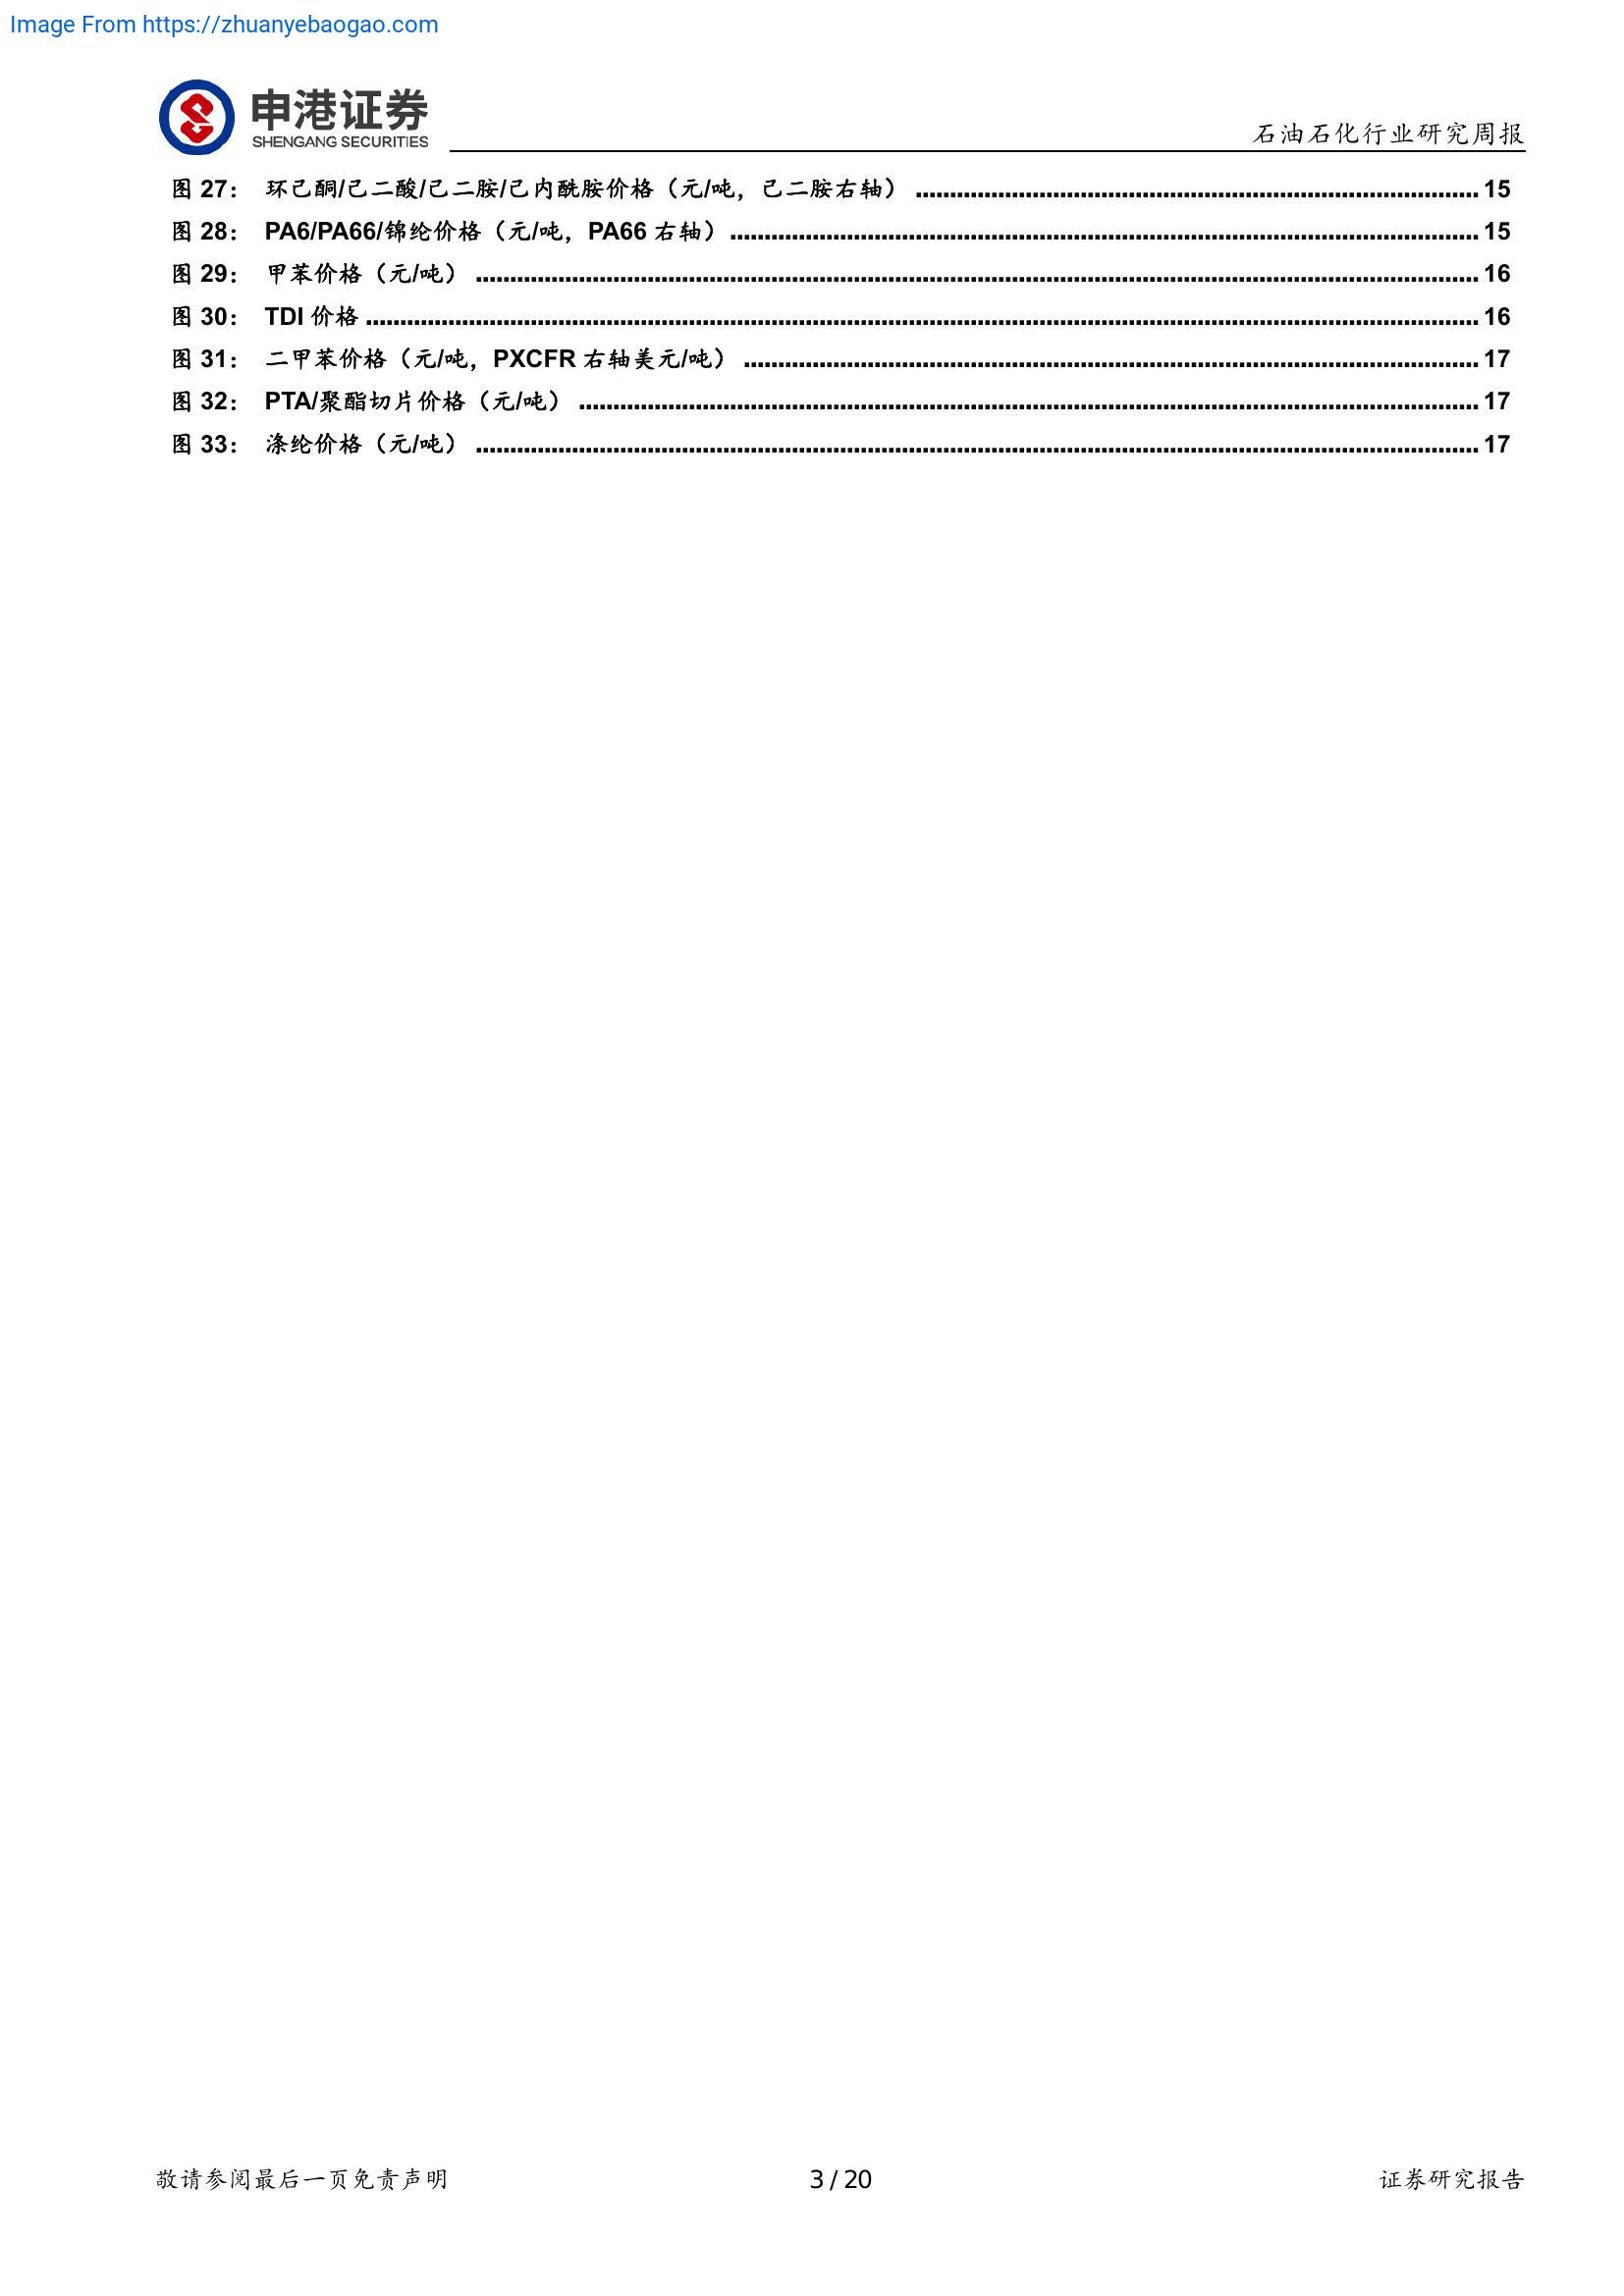 Image From https://zhuanyebaogao.com
申港证券
SHENGANG SECURITIES
石油石化行业研究周报
图 27： 环己酮/己二酸/己二胺/己内酰胺价格（元/吨，己二胺右轴） ........ 15
图 28： PA6/PA66/锦纶价格（元/吨，PA66 右轴） ........ 15
图 29： 甲苯价格（元/吨） ........ 16
图 30： TDI 价格 ........ 16
图 31： 二甲苯价格（元/吨，PXCFR 右轴美元/吨） ........ 17
图 32： PTA/聚酯切片价格（元/吨） ........ 17
图 33： 涤纶价格（元/吨） ........ 17
敬请参阅最后一页免责声明
3 / 20
证券研究报告